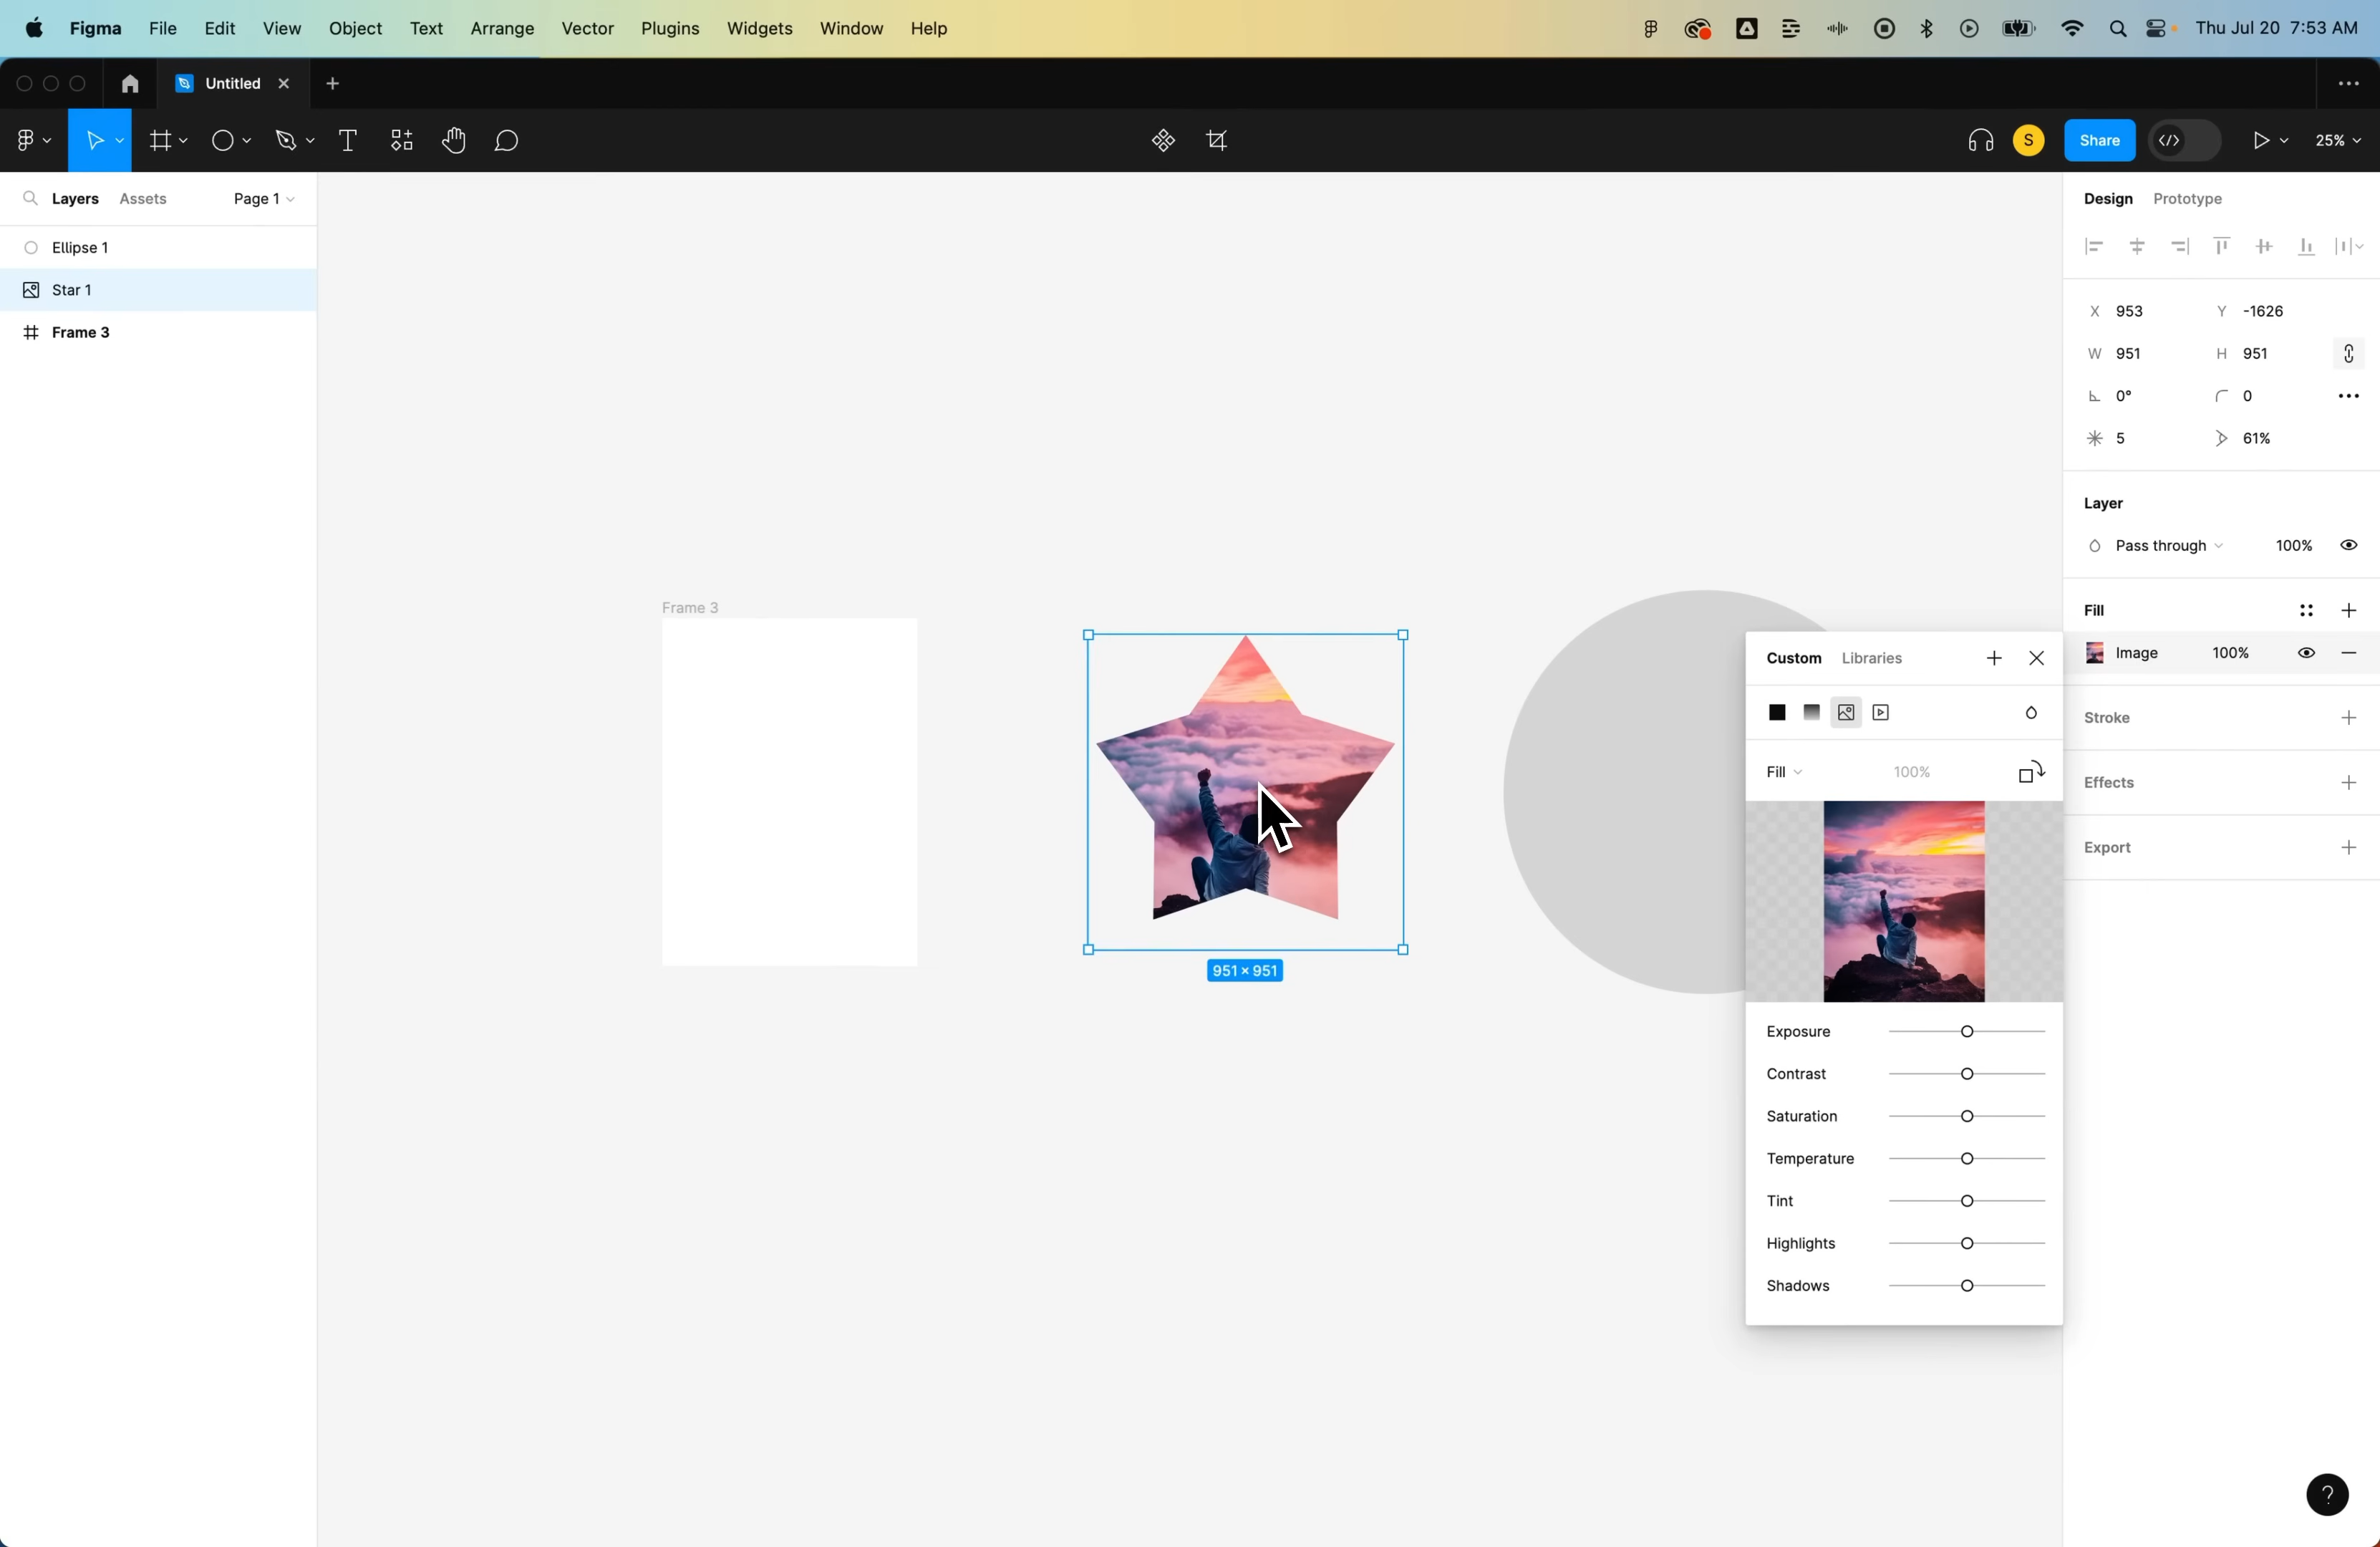 Figma File Edit View Object Text Arrange Vector Plugins Widgets Window Help Thu Jul 20 7:53 AM
Untitled
S Share 25%
Layers Assets Page 1
Ellipse 1
Star 1
Frame 3
Frame 3
951 × 951
Custom Libraries
Fill 100%
Exposure
Contrast
Saturation
Temperature
Tint
Highlights
Shadows
Design Prototype
X 953 Y -1626
W 951 H 951
0° 0
5 61%
Layer
Pass through 100%
Fill
Image 100%
Stroke
Effects
Export
?